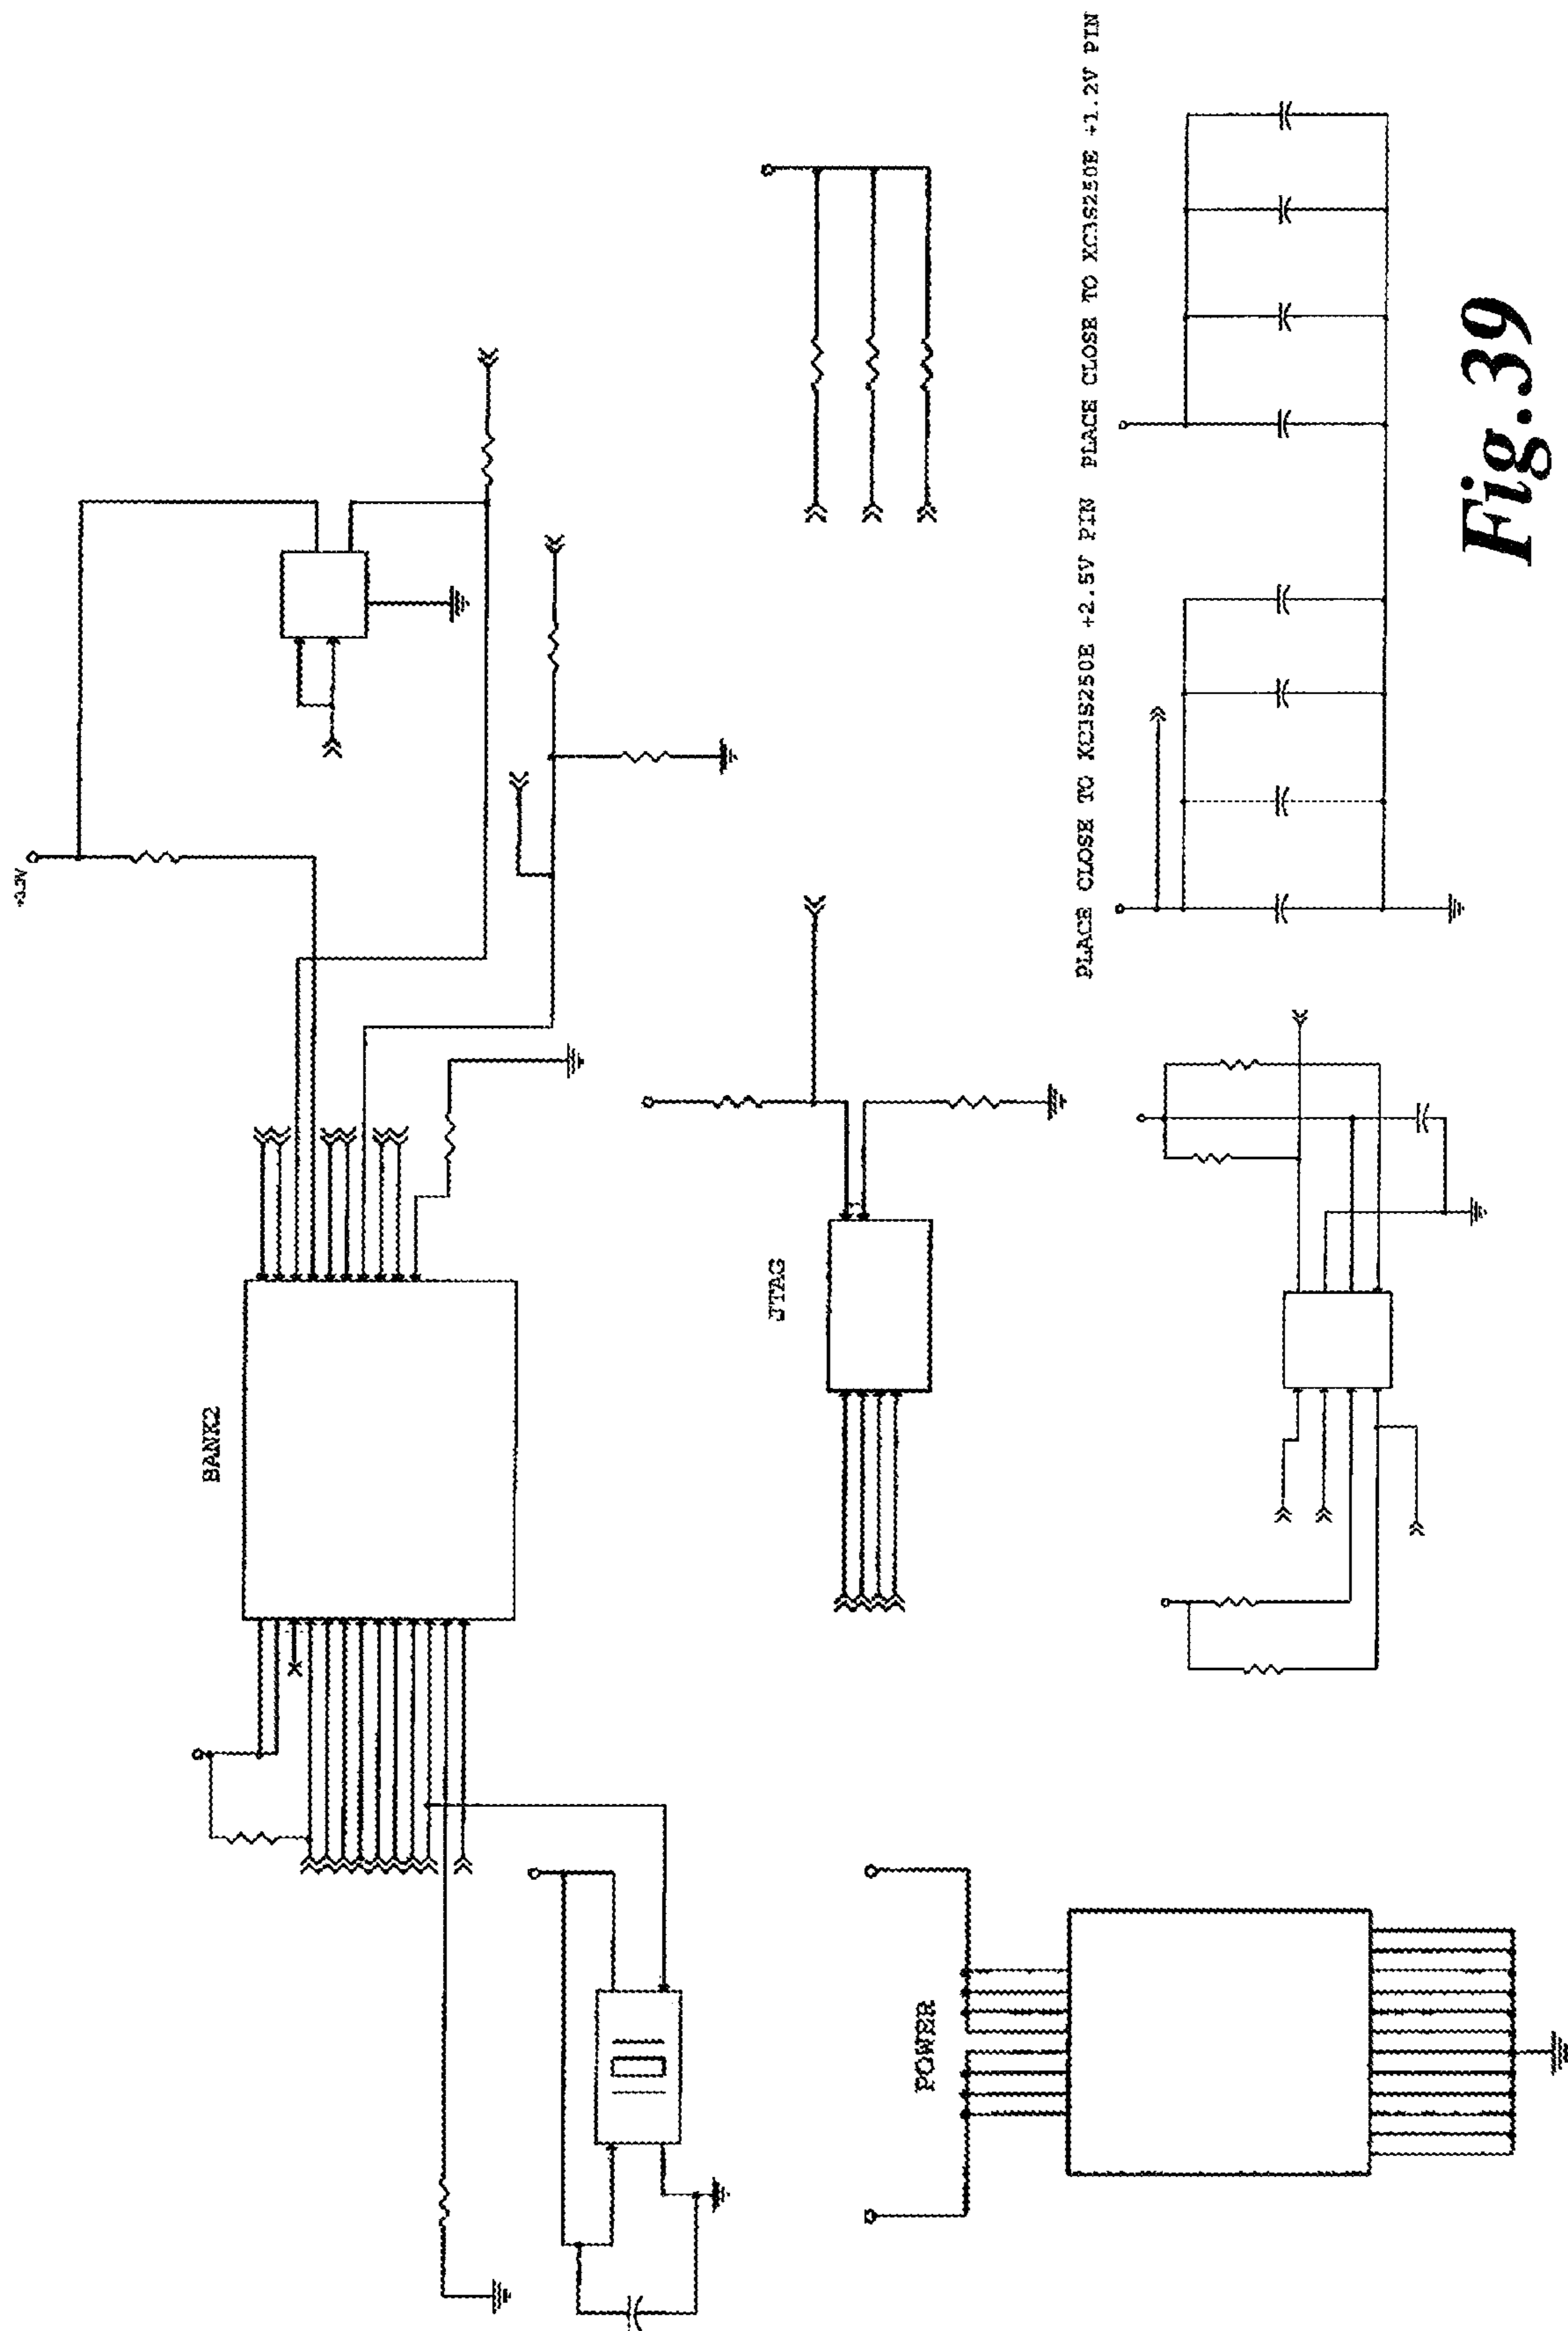 +3.3V
BANK2
JTAG
POWER
PLACE CLOSE TO XC3S250E +2.5V PIN
PLACE CLOSE TO XC3S250E +1.2V PIN
Fig.39